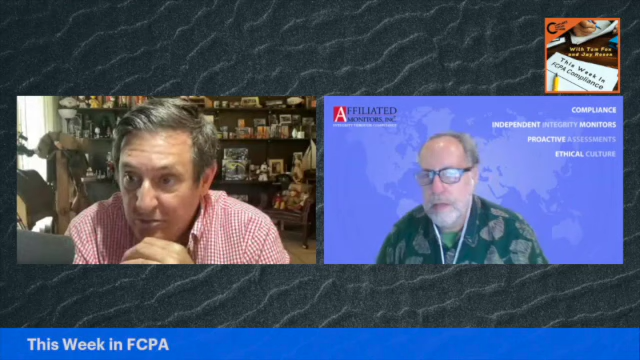 With Tom Fox
and Jay Rosen
This Week in
FCPA Compliance
AFFILIATED
MONITORS, INC.
COMPLIANCE
INDEPENDENT INTEGRITY MONITORS
PROACTIVE ASSESSMENTS
ETHICAL CULTURE
This Week in FCPA